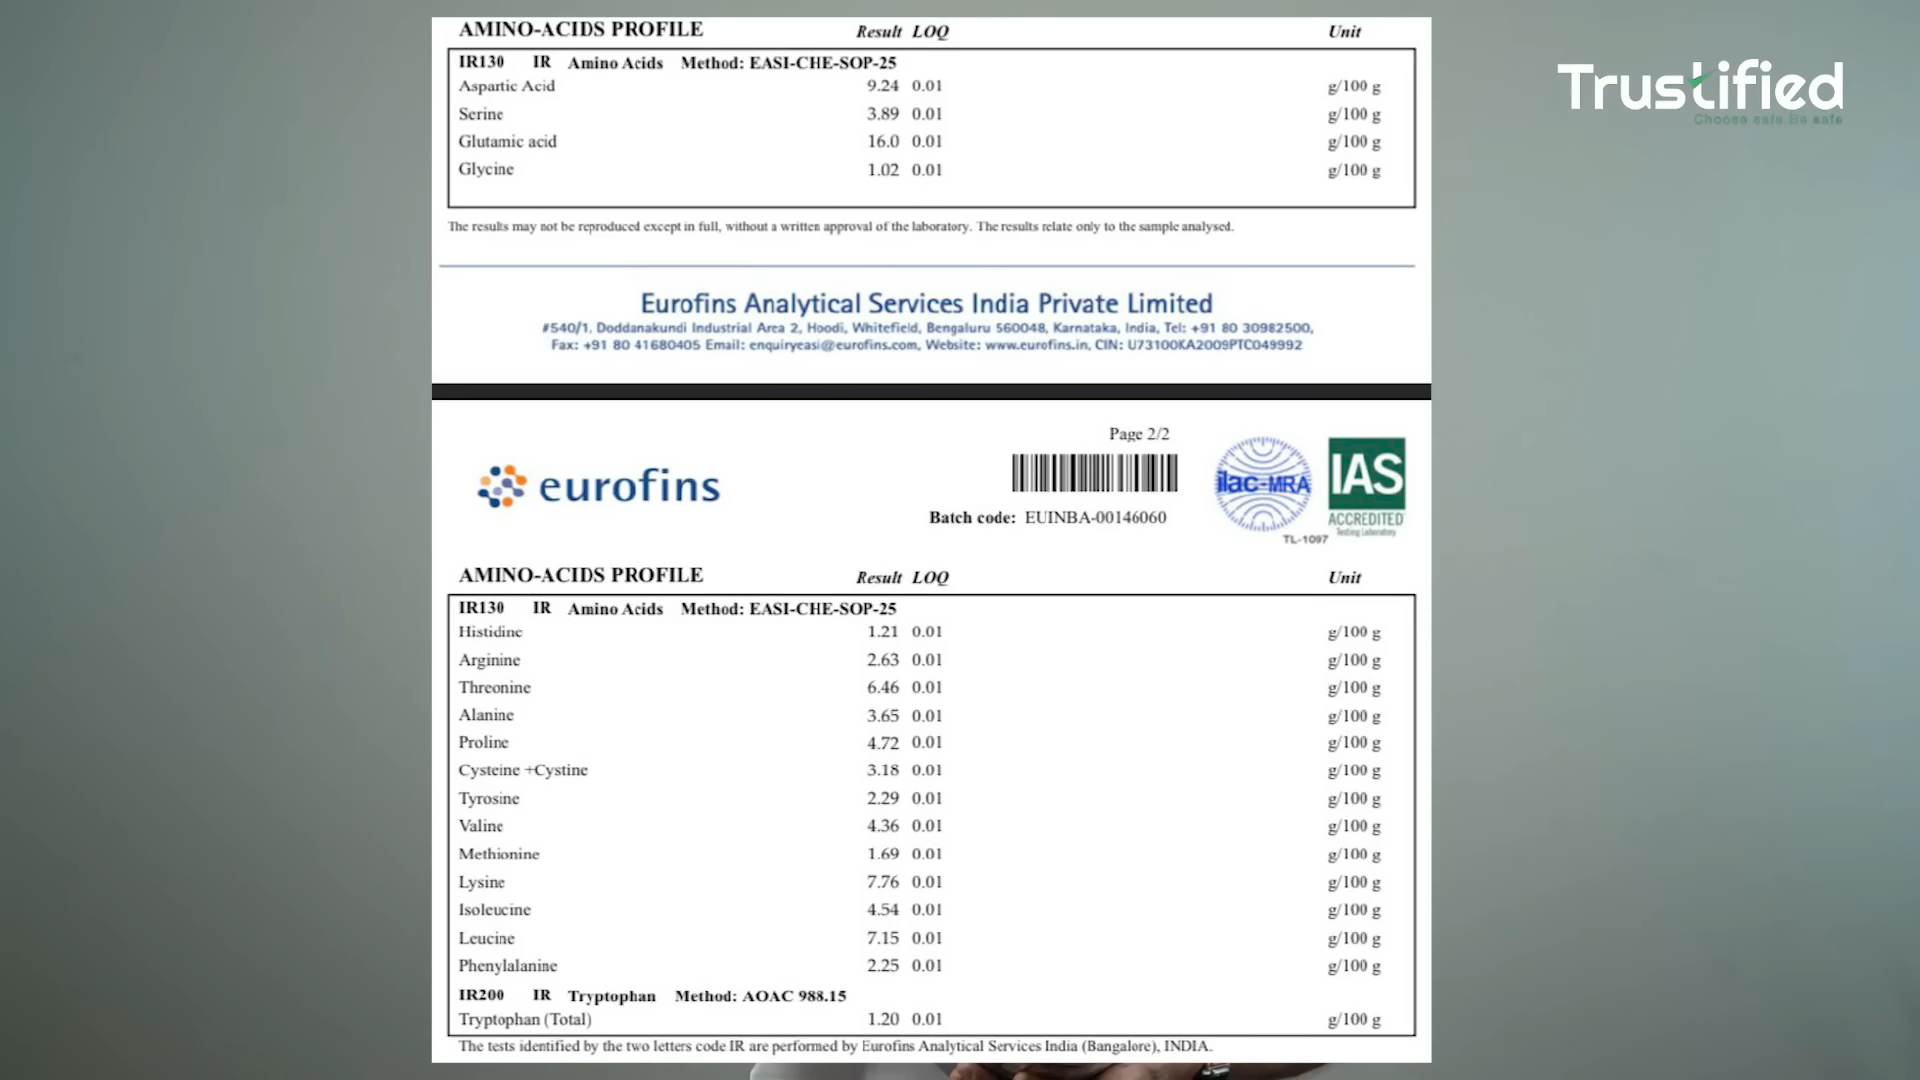 AMINO-ACIDS PROFILE Result LOQ Unit
IR130 IR Amino Acids Method: EASI-CHE-SOP-25
Aspartic Acid 9.24 0.01 g/100 g
Serine 3.89 0.01 g/100 g
Glutamic acid 16.0 0.01 g/100 g
Glycine 1.02 0.01 g/100 g
The results may not be reproduced except in full, without a written approval of the laboratory. The results relate only to the sample analysed.
Eurofins Analytical Services India Private Limited
#540/1, Doddanakundi Industrial Area 2, Hoodi, Whitefield, Bengaluru 560048, Karnataka, India, Tel: +91 80 30982500,
Fax: +91 80 41680405 Email: enquiryeasi@eurofins.com, Website: www.eurofins.in, CIN: U73100KA2009PTC049992
Trustified
Choose safe.Be safe
Page 2/2
eurofins
Batch code: EUINBA-00146060
ilac-MRA
IAS
ACCREDITED
Testing Laboratory
TL-1097
AMINO-ACIDS PROFILE Result LOQ Unit
IR130 IR Amino Acids Method: EASI-CHE-SOP-25
Histidine 1.21 0.01 g/100 g
Arginine 2.63 0.01 g/100 g
Threonine 6.46 0.01 g/100 g
Alanine 3.65 0.01 g/100 g
Proline 4.72 0.01 g/100 g
Cysteine +Cystine 3.18 0.01 g/100 g
Tyrosine 2.29 0.01 g/100 g
Valine 4.36 0.01 g/100 g
Methionine 1.69 0.01 g/100 g
Lysine 7.76 0.01 g/100 g
Isoleucine 4.54 0.01 g/100 g
Leucine 7.15 0.01 g/100 g
Phenylalanine 2.25 0.01 g/100 g
IR200 IR Tryptophan Method: AOAC 988.15
Tryptophan (Total) 1.20 0.01 g/100 g
The tests identified by the two letters code IR are performed by Eurofins Analytical Services India (Bangalore), INDIA.